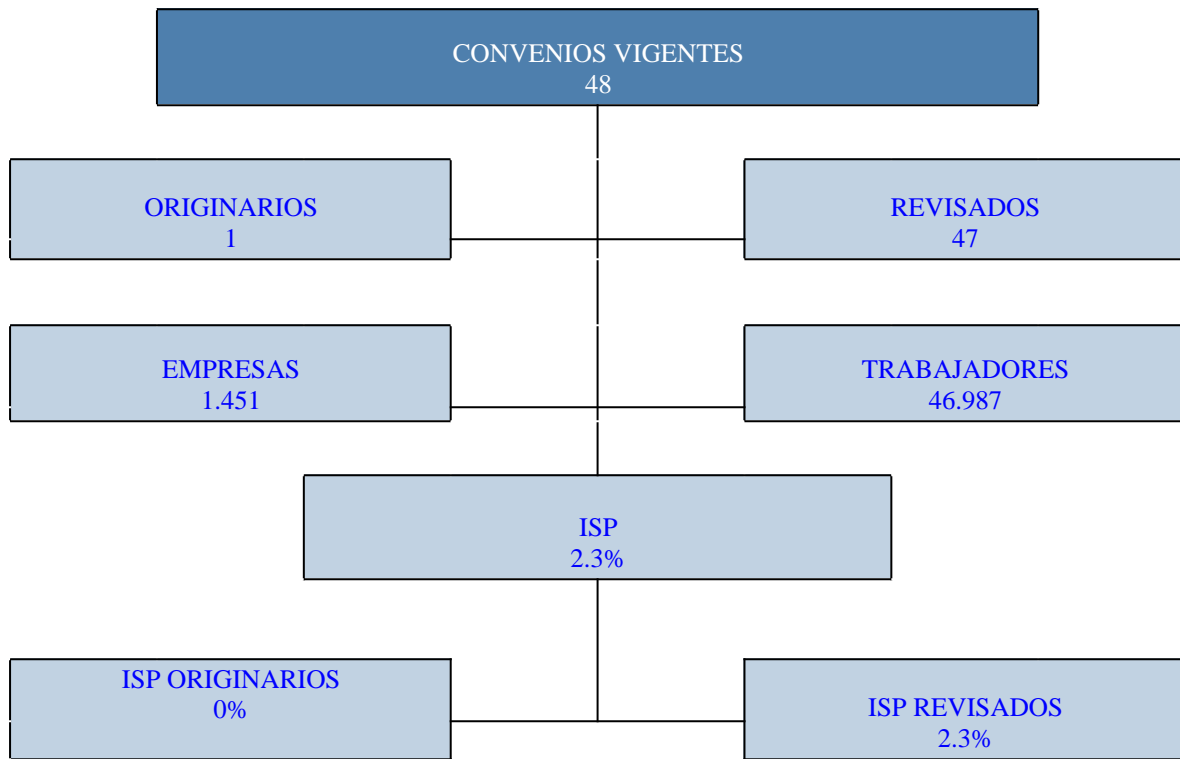 CONVENIOS VIGENTES
48
ORIGINARIOS
1
REVISADOS
47
EMPRESAS
1.451
TRABAJADORES
46.987
ISP
2.3%
ISP ORIGINARIOS
0%
ISP REVISADOS
2.3%